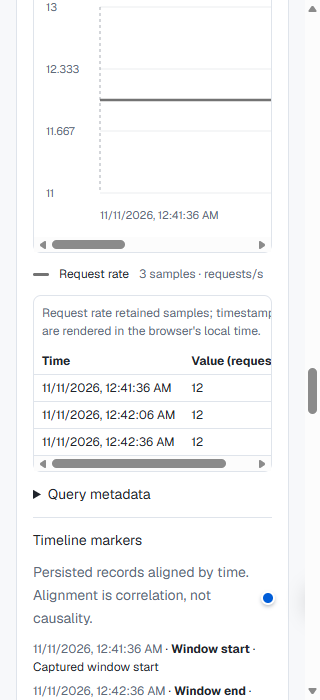 13
12.333
11.667
11
11/11/2026, 12:41:36 AM
Request rate 3 samples · requests/s
Request rate retained samples; timestamp
are rendered in the browser's local time.
Time Value (reques
11/11/2026, 12:41:36 AM 12
11/11/2026, 12:42:06 AM 12
11/11/2026, 12:42:36 AM 12
Query metadata
Timeline markers
Persisted records aligned by time.
Alignment is correlation, not
causality.
11/11/2026, 12:41:36 AM · Window start ·
Captured window start
11/11/2026, 12:42:36 AM · Window end ·